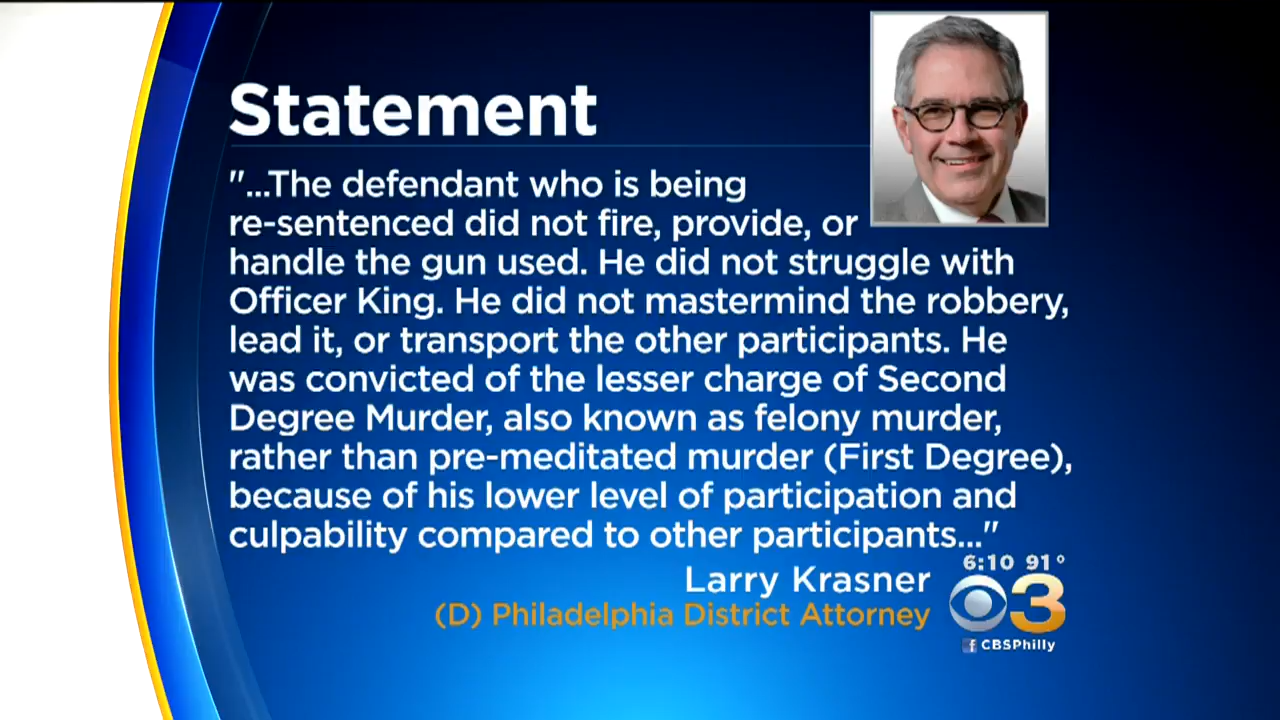 Statement
"...The defendant who is being
re-sentenced did not fire, provide, or
handle the gun used. He did not struggle with
Officer King. He did not mastermind the robbery,
lead it, or transport the other participants. He
was convicted of the lesser charge of Second
Degree Murder, also known as felony murder,
rather than pre-meditated murder (First Degree),
because of his lower level of participation and
culpability compared to other participants..."
Larry Krasner
(D) Philadelphia District Attorney
6:10 91°
3
f CBSPhilly